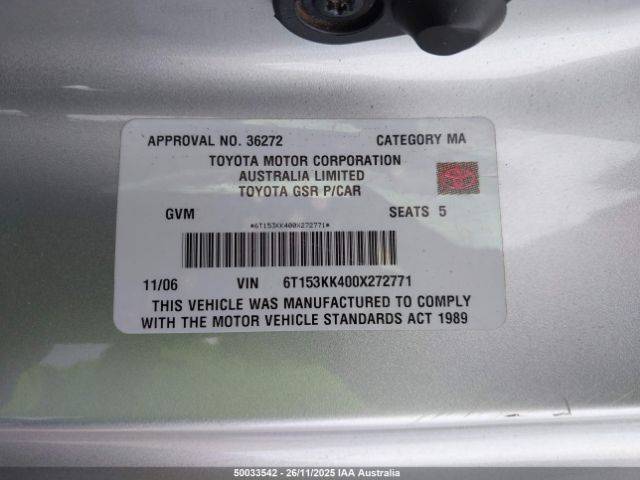 APPROVAL NO. 36272 CATEGORY MA
TOYOTA MOTOR CORPORATION
AUSTRALIA LIMITED
TOYOTA GSR P/CAR
GVM SEATS 5
*6T153KK400X272771*
11/06 VIN 6T153KK400X272771
THIS VEHICLE WAS MANUFACTURED TO COMPLY
WITH THE MOTOR VEHICLE STANDARDS ACT 1989
50033542 - 26/11/2025 IAA Australia